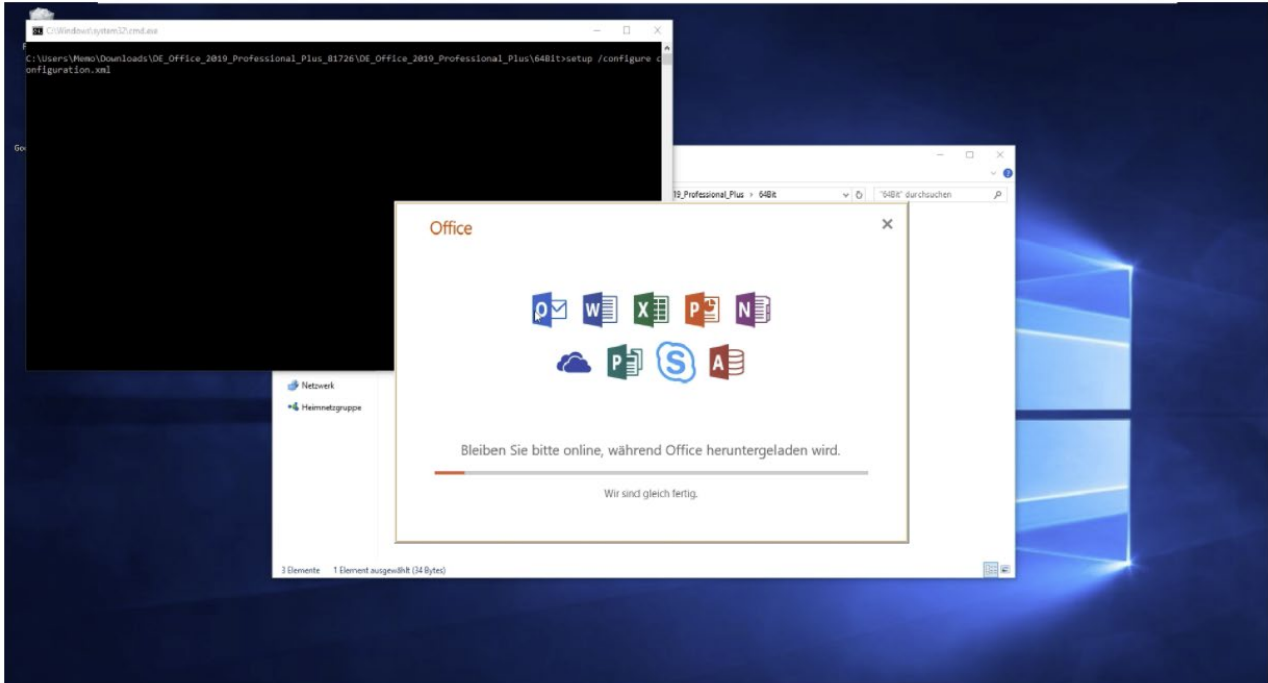 C:\Windows\system32\cmd.exe
C:\Users\Memo\Downloads\DE_Office_2019_Professional_Plus_81726\DE_Office_2019_Professional_Plus\64Bit>setup /configure c
onfiguration.xml
19_Professional_Plus > 64Bit
"64Bit" durchsuchen
Office
O W X P N
P S A
Netzwerk
Heimnetzgruppe
Bleiben Sie bitte online, während Office heruntergeladen wird.
Wir sind gleich fertig.
3 Elemente 1 Element ausgewählt (34 Bytes)